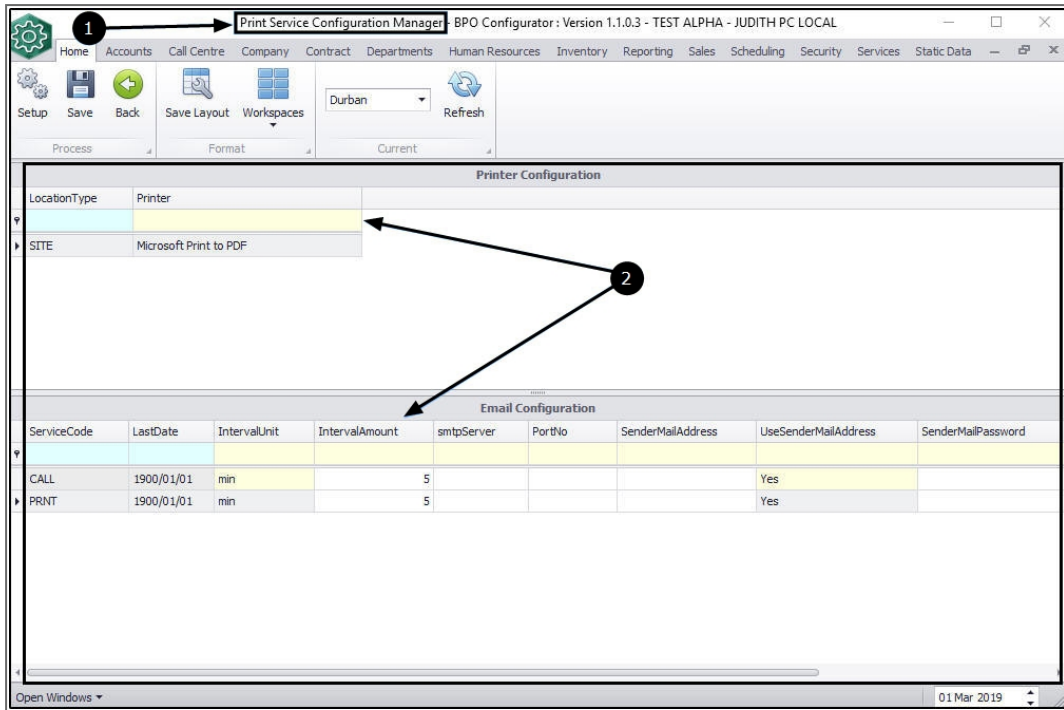 1
Print Service Configuration Manager - BPO Configurator : Version 1.1.0.3 - TEST ALPHA - JUDITH PC LOCAL
Home Accounts Call Centre Company Contract Departments Human Resources Inventory Reporting Sales Scheduling Security Services Static Data
Durban
Setup Save Back Save Layout Workspaces Refresh
Process Format Current
Printer Configuration
LocationType Printer
SITE Microsoft Print to PDF
2
Email Configuration
ServiceCode LastDate IntervalUnit IntervalAmount smtpServer PortNo SenderMailAddress UseSenderMailAddress SenderMailPassword
CALL 1900/01/01 min 5 Yes
PRNT 1900/01/01 min 5 Yes
Open Windows 01 Mar 2019